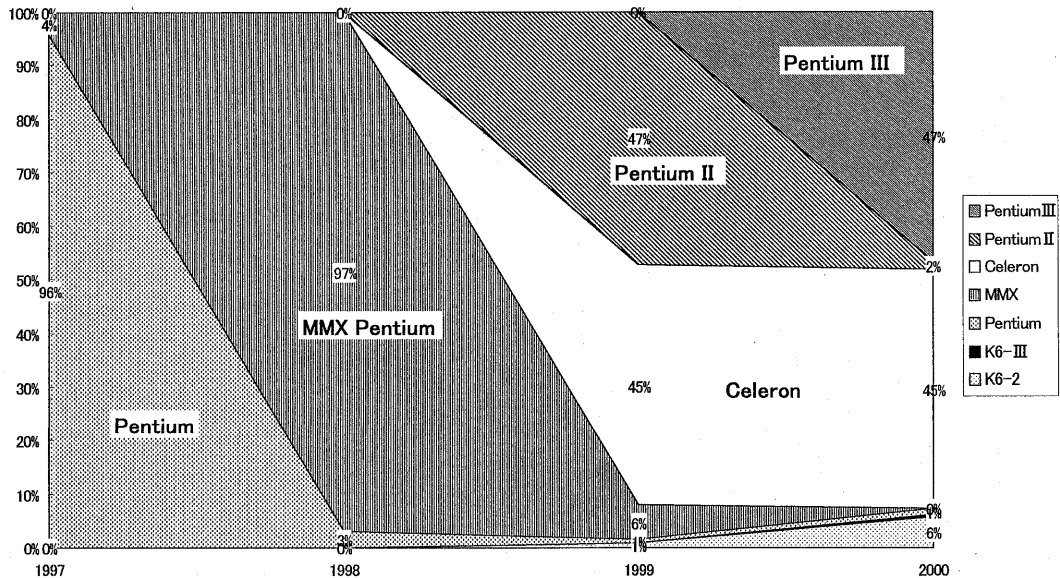 100%
90%
80%
70%
60%
50%
40%
30%
20%
10%
0%
0%
4%
96%
0%
0%
97%
3%
0%
0%
47%
45%
6%
1%
1%
47%
2%
45%
0%
1%
6%
Pentium
MMX Pentium
Pentium II
Pentium III
Celeron
1997
1998
1999
2000
PentiumⅢ
PentiumⅡ
Celeron
MMX
Pentium
K6-Ⅲ
K6-2